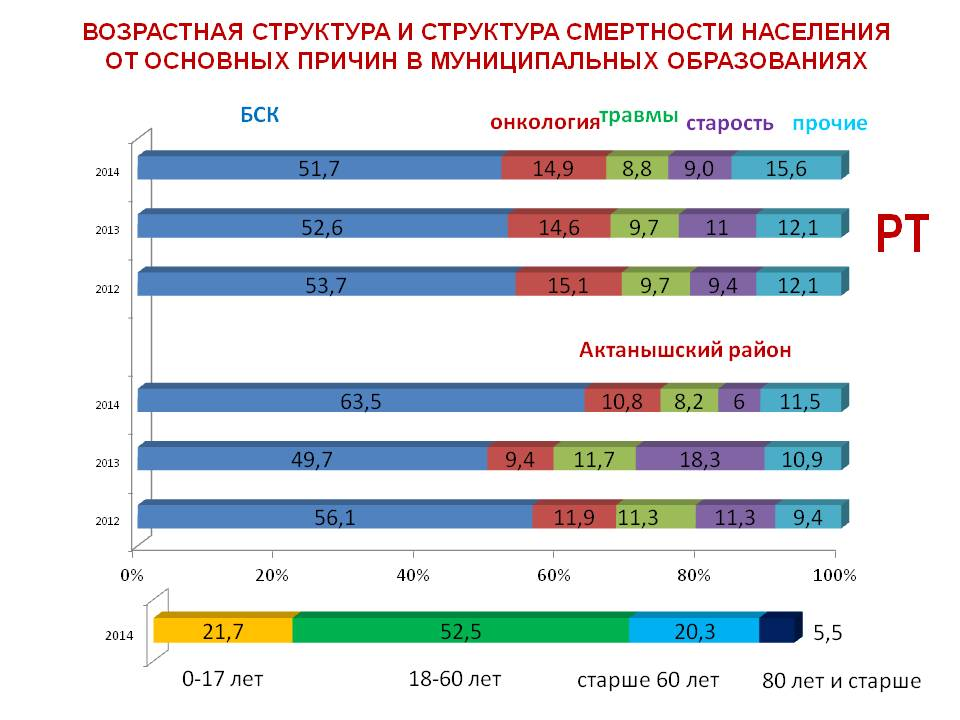 ВОЗРАСТНАЯ СТРУКТУРА И СТРУКТУРА СМЕРТНОСТИ НАСЕЛЕНИЯ
ОТ ОСНОВНЫХ ПРИЧИН В МУНИЦИПАЛЬНЫХ ОБРАЗОВАНИЯХ
БСК онкология травмы старость прочие
2014 51,7 14,9 8,8 9,0 15,6
2013 52,6 14,6 9,7 11 12,1
РТ
2012 53,7 15,1 9,7 9,4 12,1
Актанышский район
2014 63,5 10,8 8,2 6 11,5
2013 49,7 9,4 11,7 18,3 10,9
2012 56,1 11,9 11,3 11,3 9,4
0% 20% 40% 60% 80% 100%
2014 21,7 52,5 20,3 5,5
0-17 лет 18-60 лет старше 60 лет 80 лет и старше